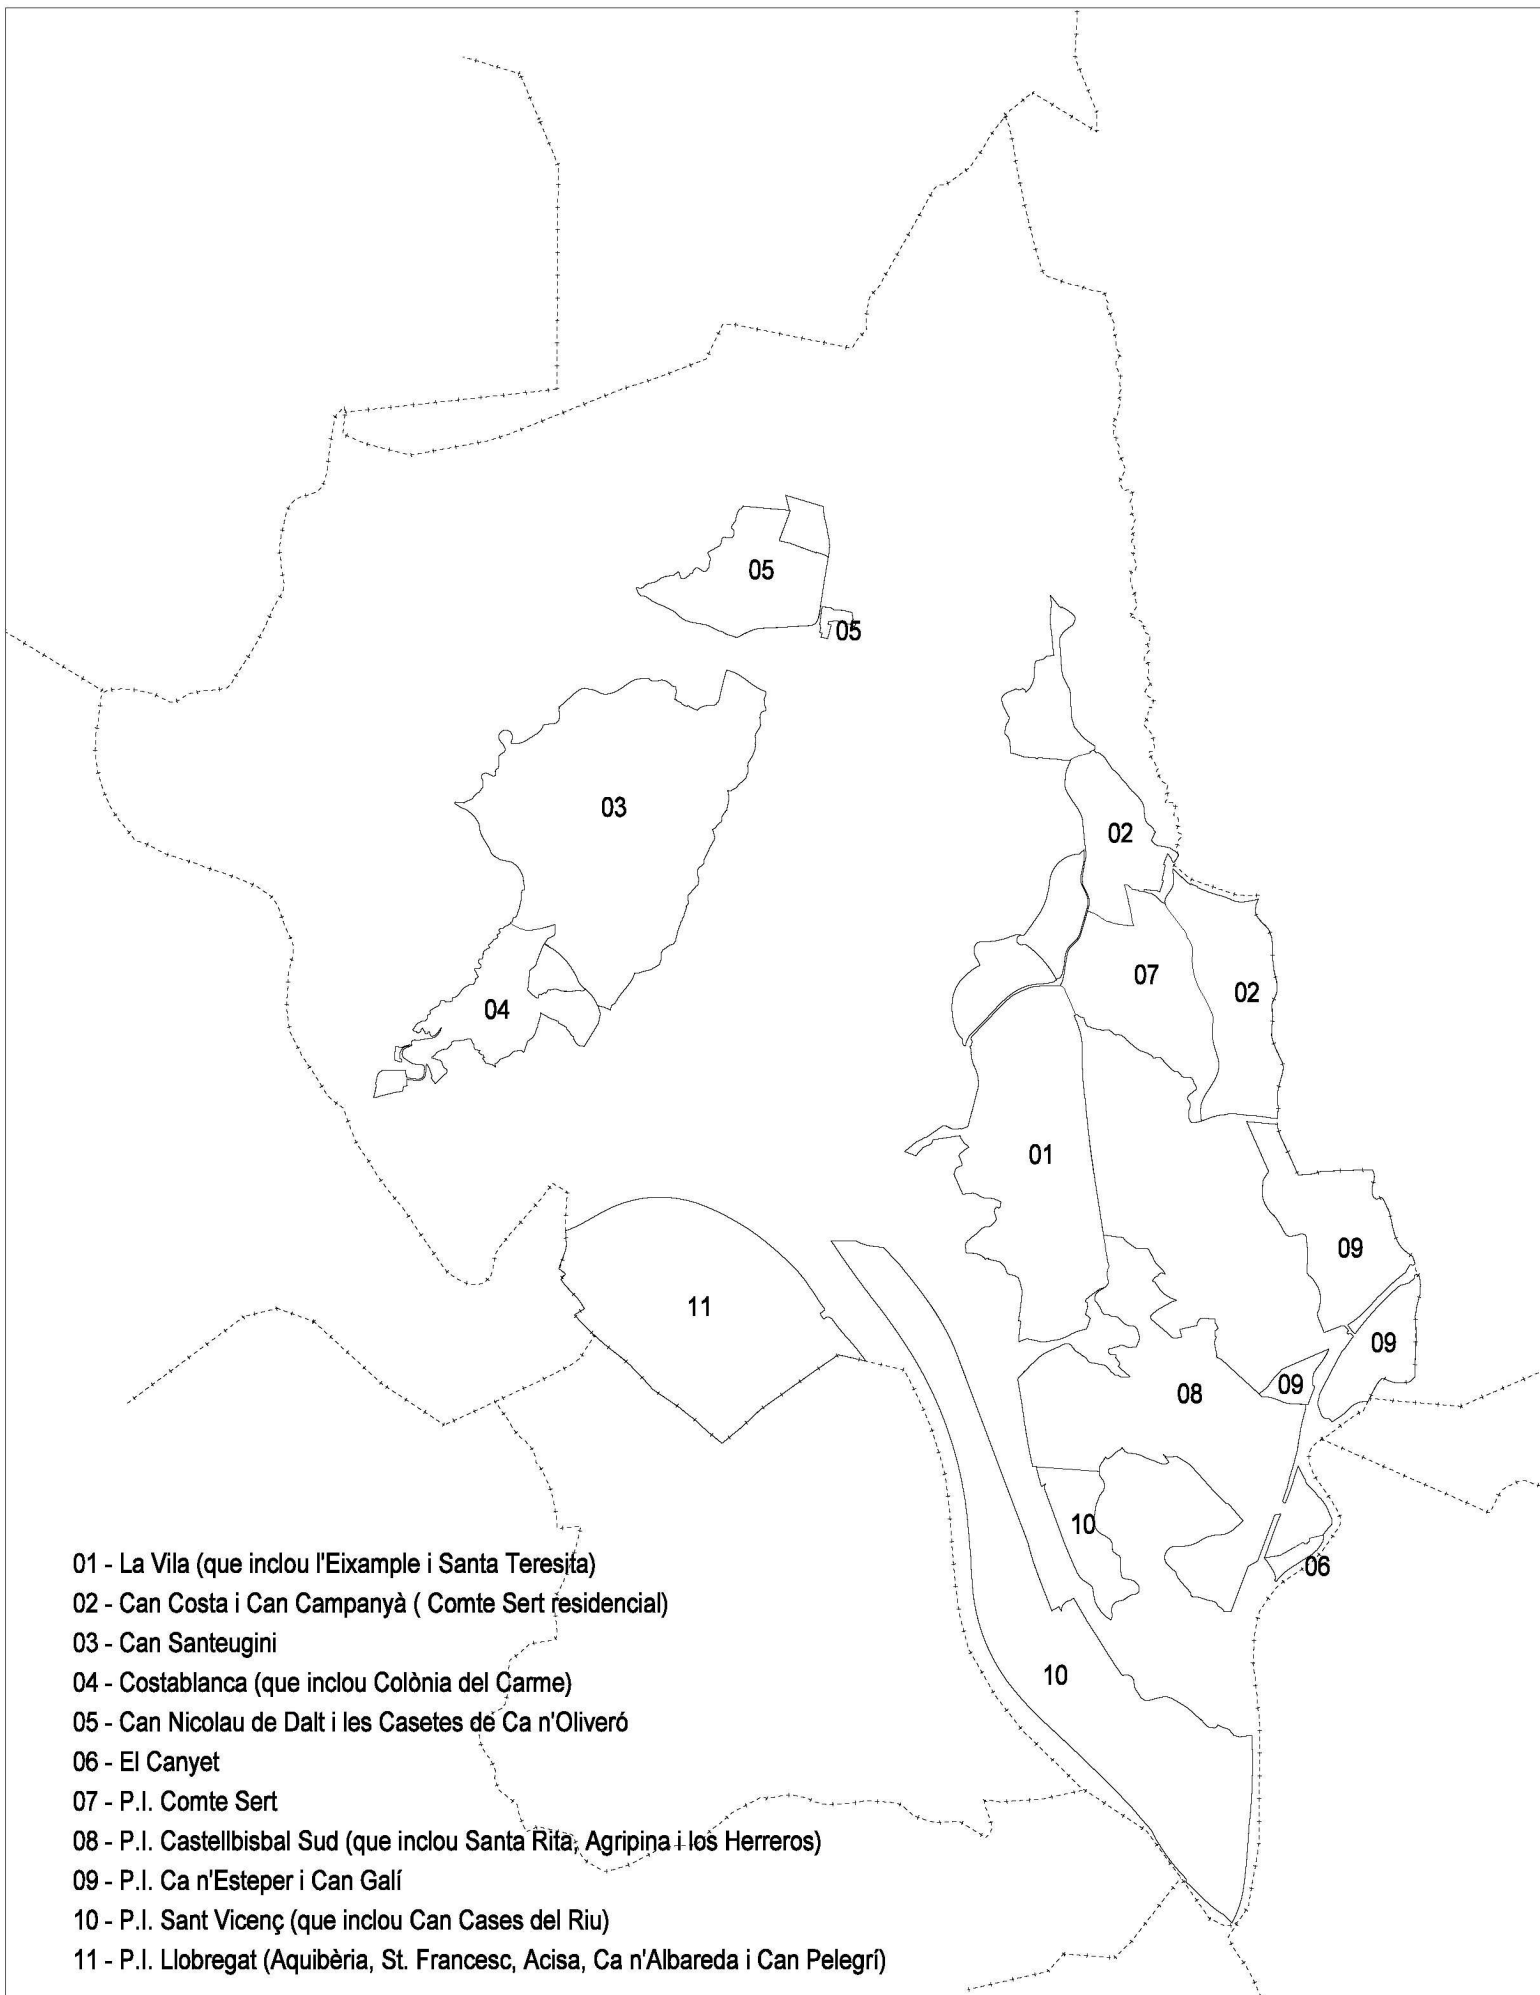 05
05
03
02
07
02
04
01
09
11
09
09
08
10
06
10
01 - La Vila (que inclou l'Eixample i Santa Teresita)
02 - Can Costa i Can Campanyà ( Comte Sert residencial)
03 - Can Santeugini
04 - Costablanca (que inclou Colònia del Carme)
05 - Can Nicolau de Dalt i les Casetes de Ca n'Oliveró
06 - El Canyet
07 - P.I. Comte Sert
08 - P.I. Castellbisbal Sud (que inclou Santa Rita, Agripina i los Herreros)
09 - P.I. Ca n'Esteper i Can Galí
10 - P.I. Sant Vicenç (que inclou Can Cases del Riu)
11 - P.I. Llobregat (Aquibèria, St. Francesc, Acisa, Ca n'Albareda i Can Pelegrí)